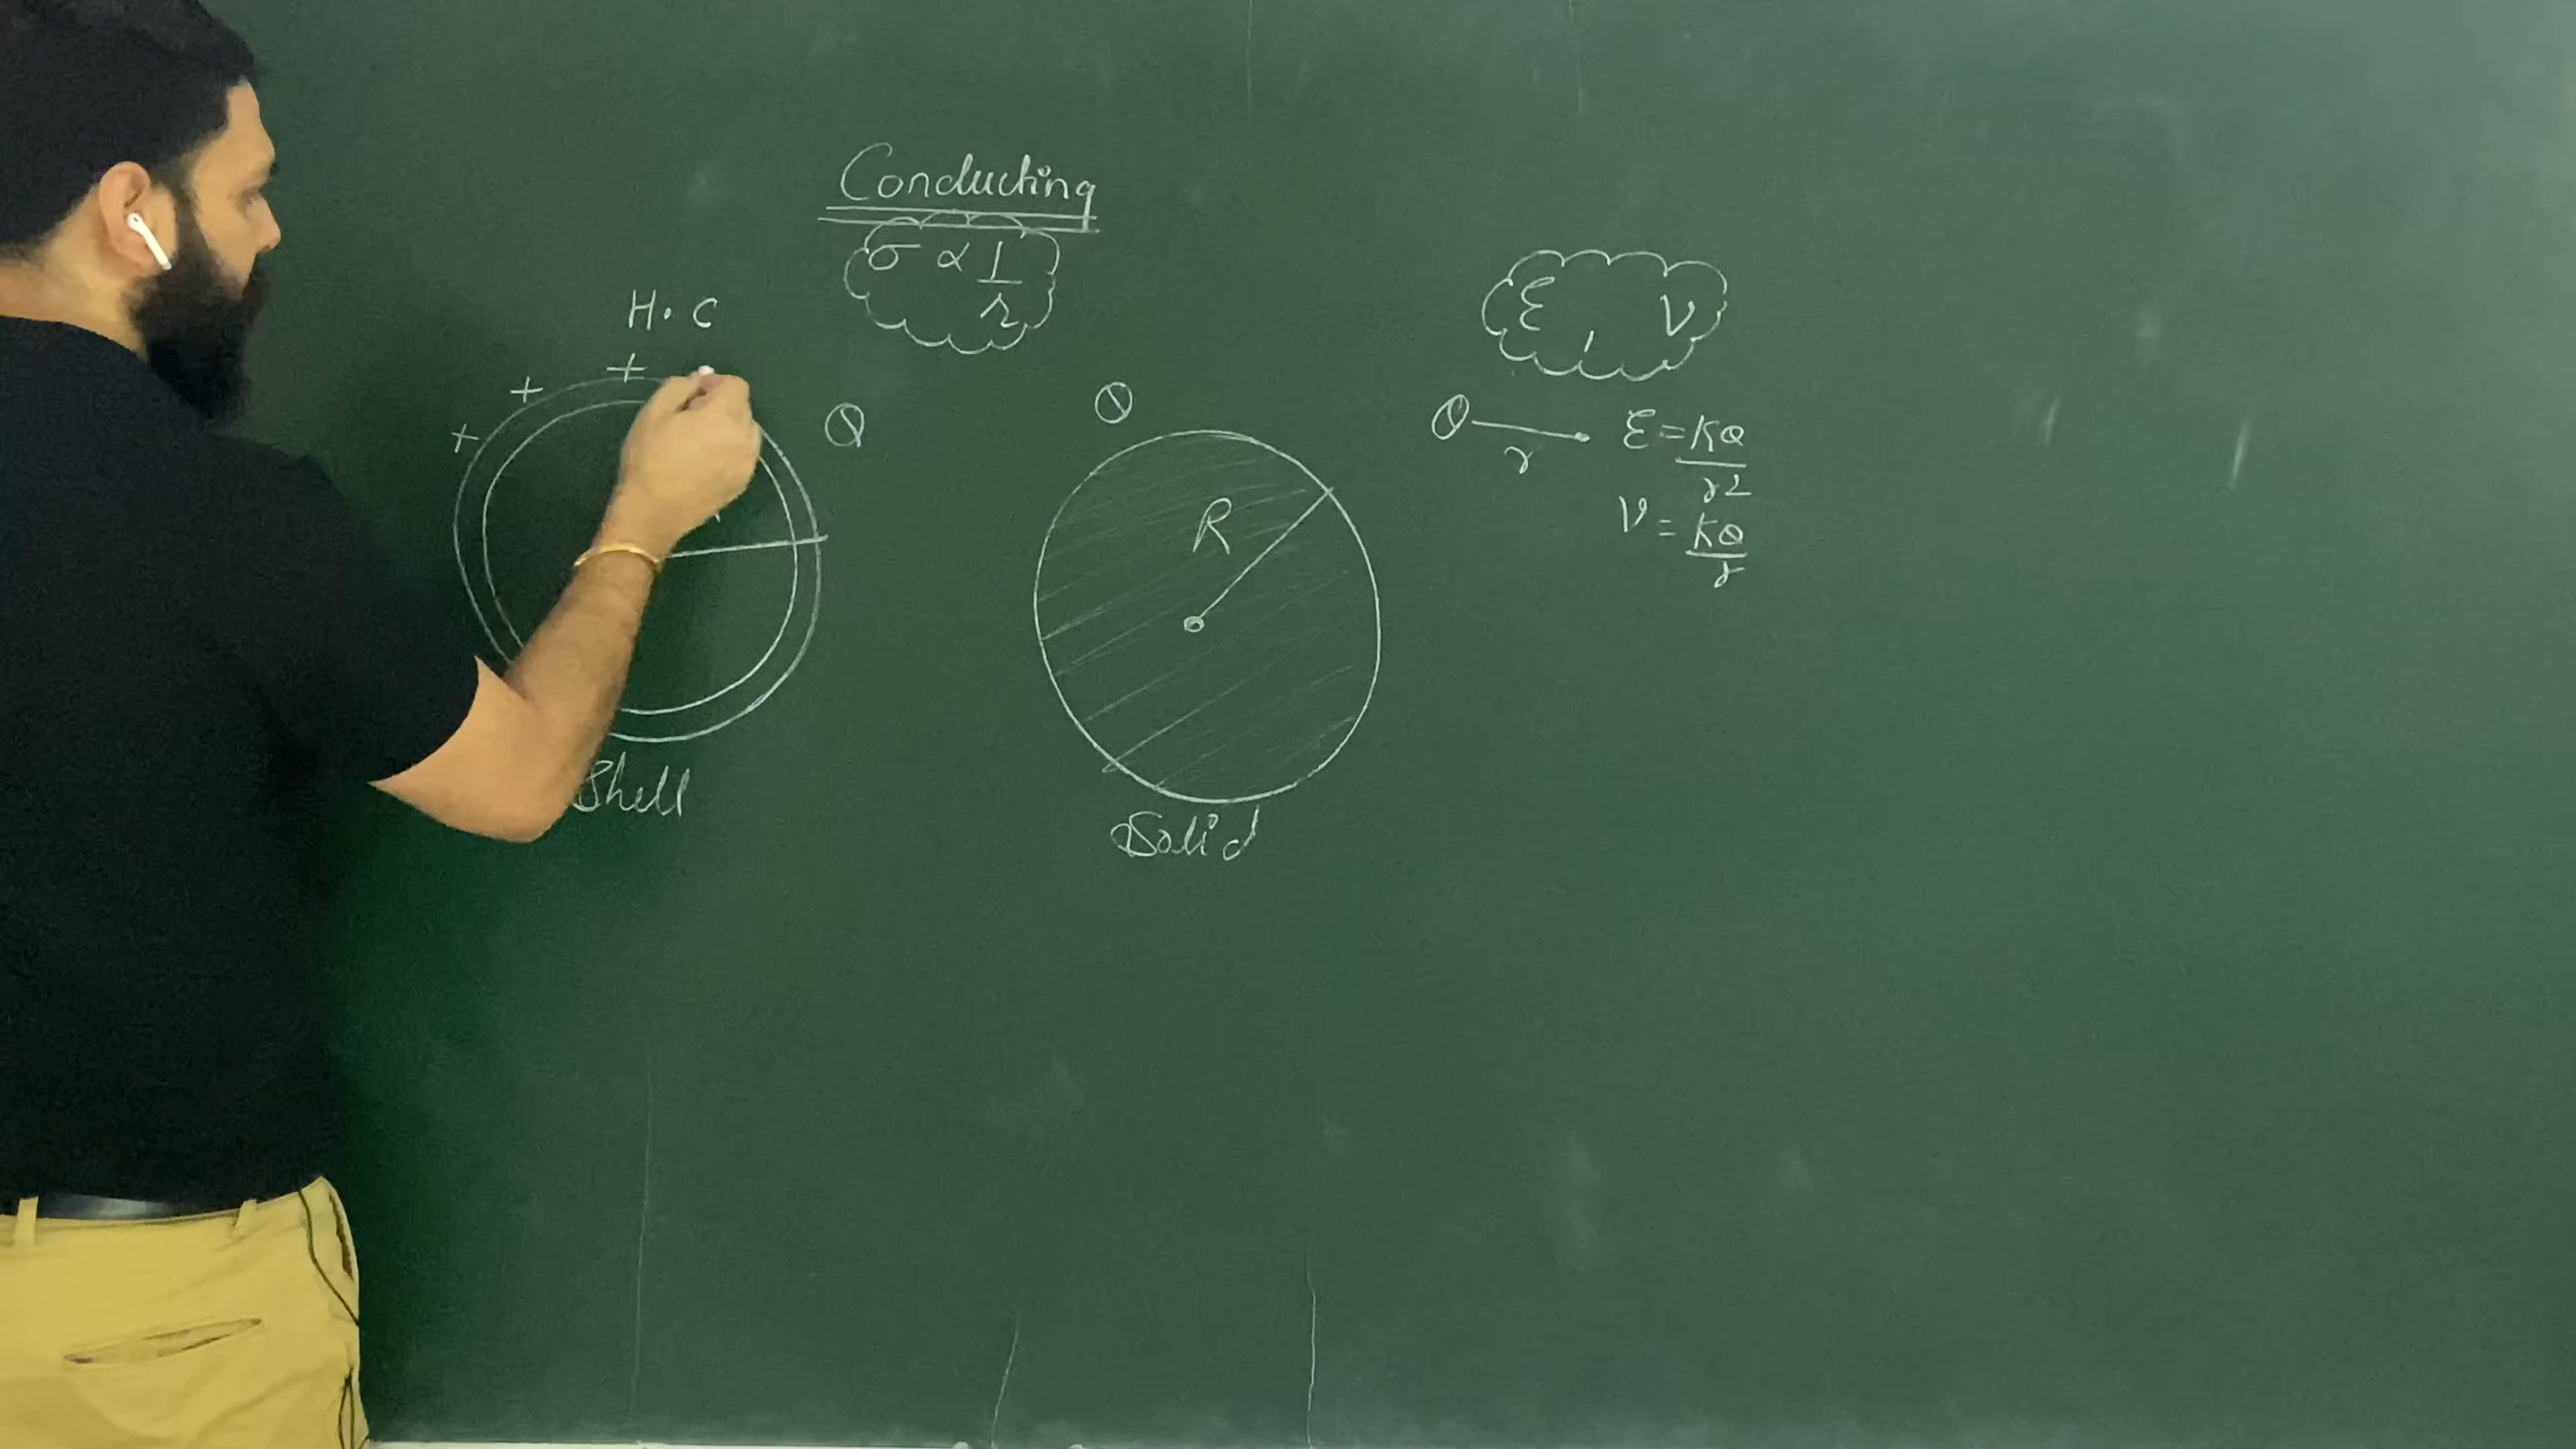 Conducting
σ ∝ 1/r
H.C
+ + +
Q
Shell
Q
R
Solid
E , V
Q r
E = KQ/r2
V = KQ/r